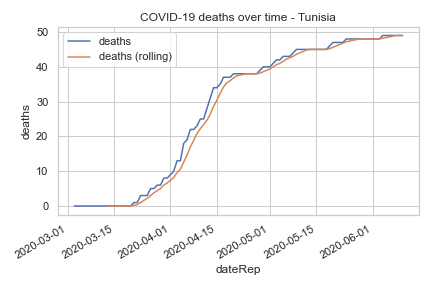 COVID-19 deaths over time - Tunisia
deaths
deaths (rolling)
50
40
30
20
10
0
deaths
2020-03-01
2020-03-15
2020-04-01
2020-04-15
2020-05-01
2020-05-15
2020-06-01
dateRep